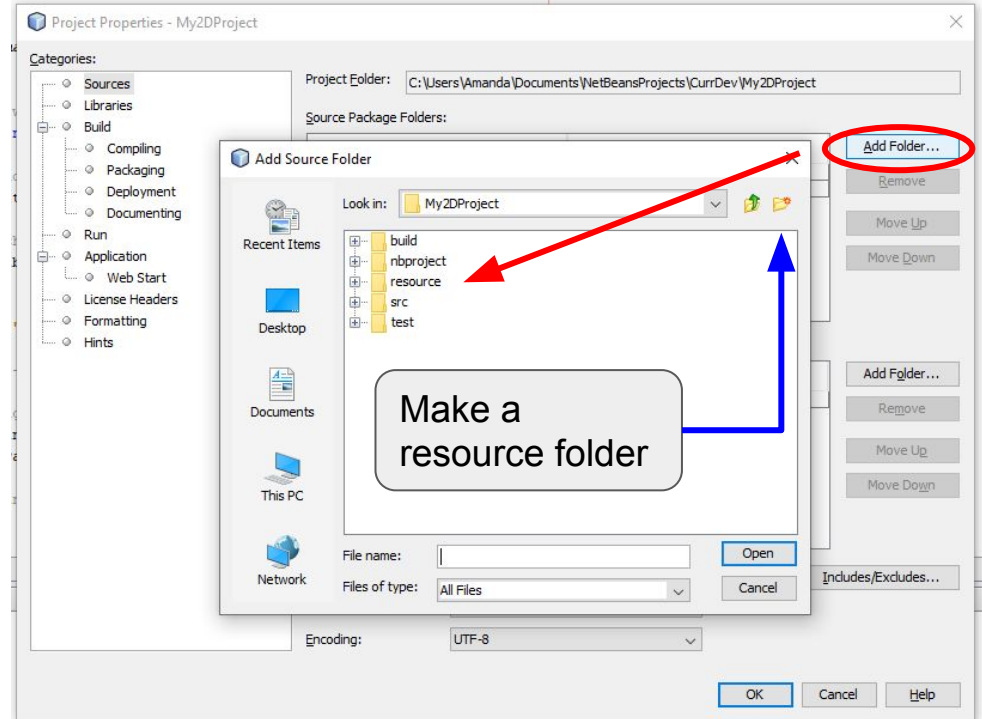 Project Properties - My2DProject
Categories:
Sources
Libraries
Build
Compiling
Packaging
Deployment
Documenting
Run
Application
Web Start
License Headers
Formatting
Hints
Project Folder: C:\Users\Amanda\Documents\NetBeansProjects\CurrDev\My2DProject
Source Package Folders:
Add Folder...
Remove
Move Up
Move Down
Add Source Folder
Look in: My2DProject
Recent Items
Desktop
Documents
This PC
Network
build
nbproject
resource
src
test
Make a
resource folder
File name:
Open
Files of type: All Files
Cancel
Add Folder...
Remove
Move Up
Move Down
Includes/Excludes...
Encoding: UTF-8
OK Cancel Help